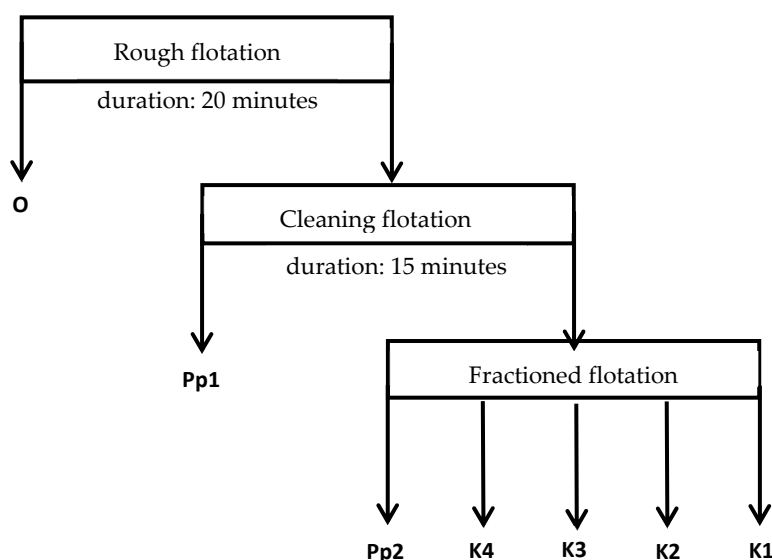 Rough flotation
duration: 20 minutes
O
Cleaning flotation
duration: 15 minutes
Pp1
Fractioned flotation
Pp2 K4 K3 K2 K1